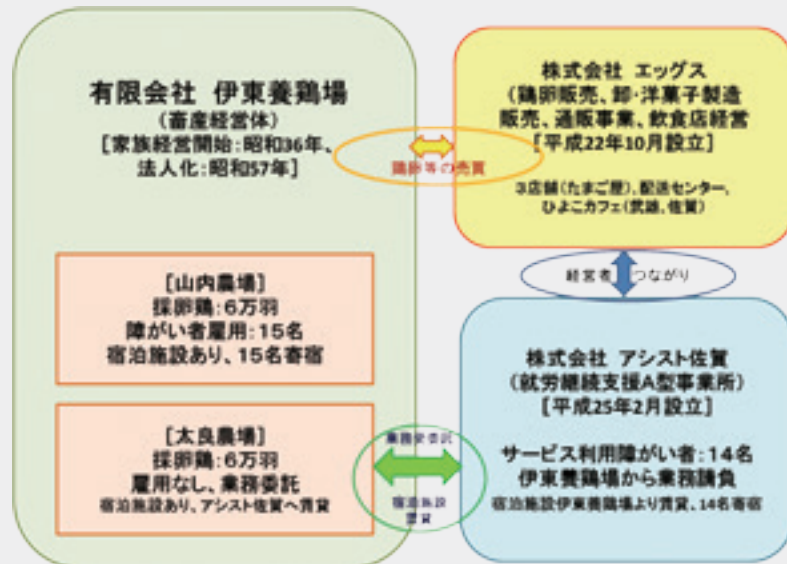 有限会社 伊東養鶏場
(畜産経営体)
[家族経営開始:昭和36年、
法人化:昭和57年]
鶏卵等の売買
株式会社 エッグス
(鶏卵販売、卸・洋菓子製造
販売、通販事業、飲食店経営
[平成22年10月設立]
3店舗(たまご屋)、配送センター、
ひよこカフェ(武雄、佐賀)
[山内農場]
採卵鶏:6万羽
障がい者雇用:15名
宿泊施設あり、15名寄宿
経営者 つながり
[太良農場]
採卵鶏:6万羽
雇用なし、業務委託
宿泊施設あり、アシスト佐賀へ賃貸
業務受委託
宿泊施設
賃貸
株式会社 アシスト佐賀
(就労継続支援A型事業所)
[平成25年2月設立]
サービス利用障がい者:14名
伊東養鶏場から業務請負
宿泊施設伊東養鶏場より賃貸、14名寄宿